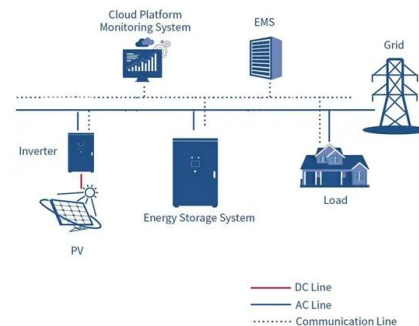 Cloud Platform
Monitoring System
EMS
Grid
Inverter
Load
Energy Storage System
PV
DC Line
AC Line
Communication Line